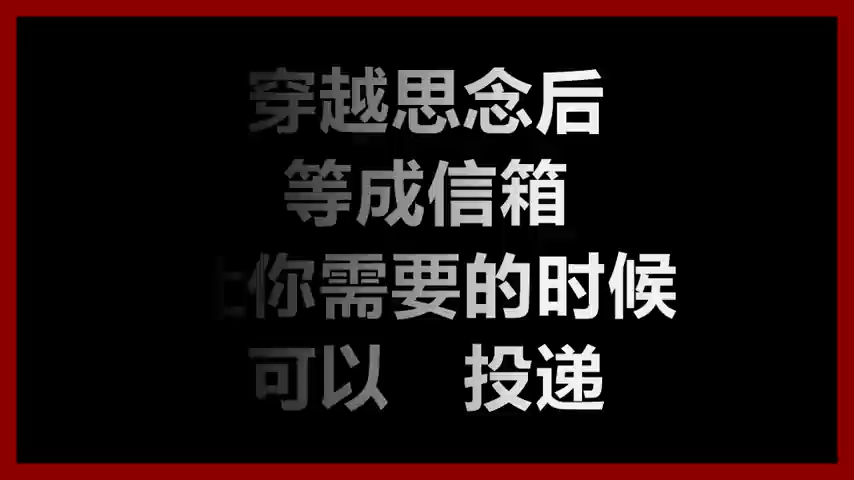 穿越思念后
等成信箱
你需要的时候
可以 投递